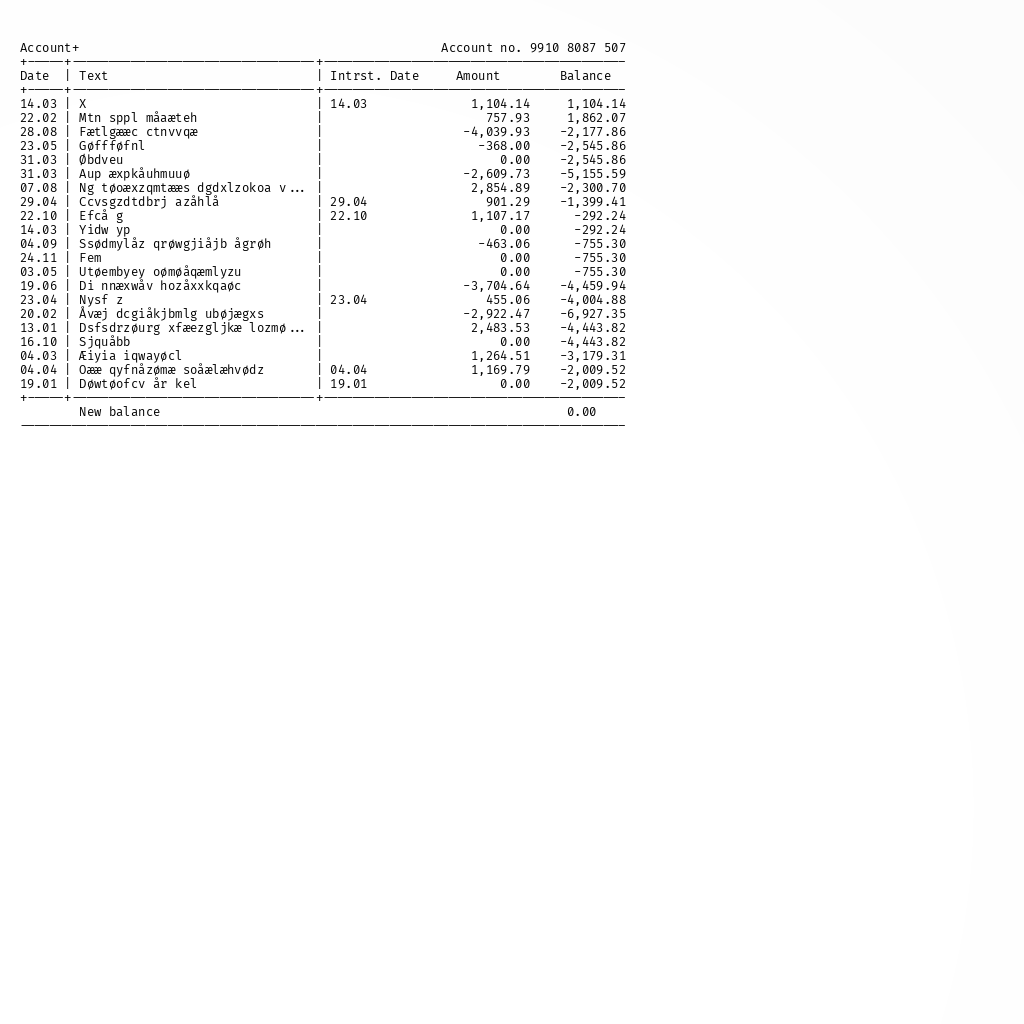 Account+ Account no. 9910 8087 507
Date | Text | Intrst. Date Amount Balance
14.03 | X | 14.03 1,104.14 1,104.14
22.02 | Mtn sppl måaæteh | 757.93 1,862.07
28.08 | Fætlgææc ctnvvqæ | -4,039.93 -2,177.86
23.05 | Gøffføfnl | -368.00 -2,545.86
31.03 | Øbdveu | 0.00 -2,545.86
31.03 | Aup æxpkåuhmuuø | -2,609.73 -5,155.59
07.08 | Ng tøoæxzqmtææs dgdxlzokoa v... | 2,854.89 -2,300.70
29.04 | Ccvsgzdtdbrj azåhlå | 29.04 901.29 -1,399.41
22.10 | Efcå g | 22.10 1,107.17 -292.24
14.03 | Yidw yp | 0.00 -292.24
04.09 | Ssødmylåz qrøwgjiåjb ågrøh | -463.06 -755.30
24.11 | Fem | 0.00 -755.30
03.05 | Utøembyey oømøåqæmlyzu | 0.00 -755.30
19.06 | Di nnæxwåv hozåxxkqaøc | -3,704.64 -4,459.94
23.04 | Nysf z | 23.04 455.06 -4,004.88
20.02 | Åvæj dcgiåkjbmlg ubøjægxs | -2,922.47 -6,927.35
13.01 | Dsfsdrzøurg xfæezgljkæ lozmø... | 2,483.53 -4,443.82
16.10 | Sjquåbb | 0.00 -4,443.82
04.03 | Æiyia iqwayøcl | 1,264.51 -3,179.31
04.04 | Oææ qyfnåzømæ soåælæhvødz | 04.04 1,169.79 -2,009.52
19.01 | Døwtøofcv år kel | 19.01 0.00 -2,009.52
New balance 0.00